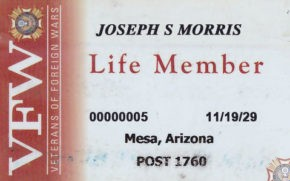 VFW
VETERANS OF FOREIGN WARS
JOSEPH S MORRIS
Life Member
00000005 11/19/29
Mesa, Arizona
POST 1760